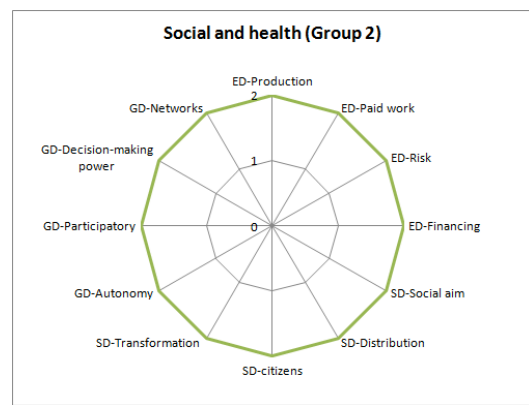 Social and health (Group 2)
ED-Production
2
GD-Networks
ED-Paid work
GD-Decision-making
power
1
ED-Risk
GD-Participatory
0
ED-Financing
GD-Autonomy
SD-Social aim
SD-Transformation
SD-Distribution
SD-citizens